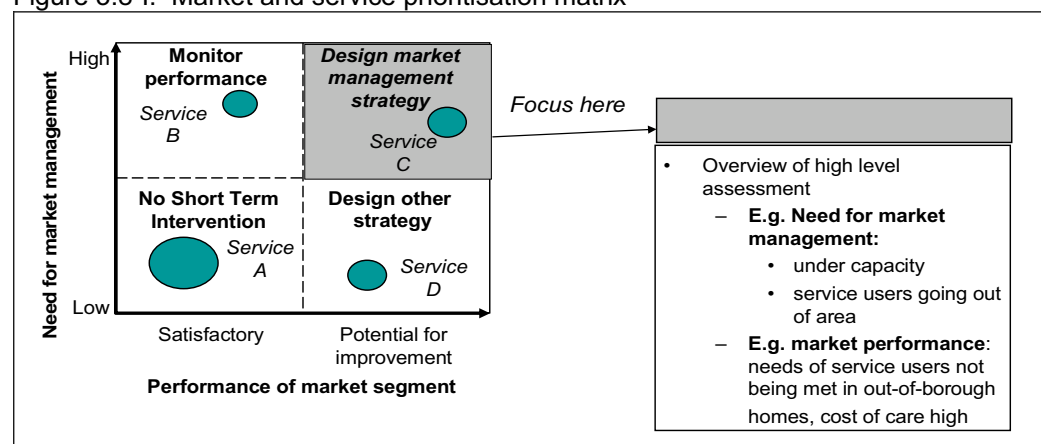 Figure 3.3 I: Market and service prioritisation matrix
High
Low
Need for market management
Monitor
performance
Service
B
Design market
management
strategy
Service
C
No Short Term
Intervention
Service
A
Design other
strategy
Service
D
Satisfactory
Potential for
improvement
Performance of market segment
Focus here
• Overview of high level
assessment
– E.g. Need for market
management:
• under capacity
• service users going out
of area
– E.g. market performance:
needs of service users not
being met in out-of-borough
homes, cost of care high